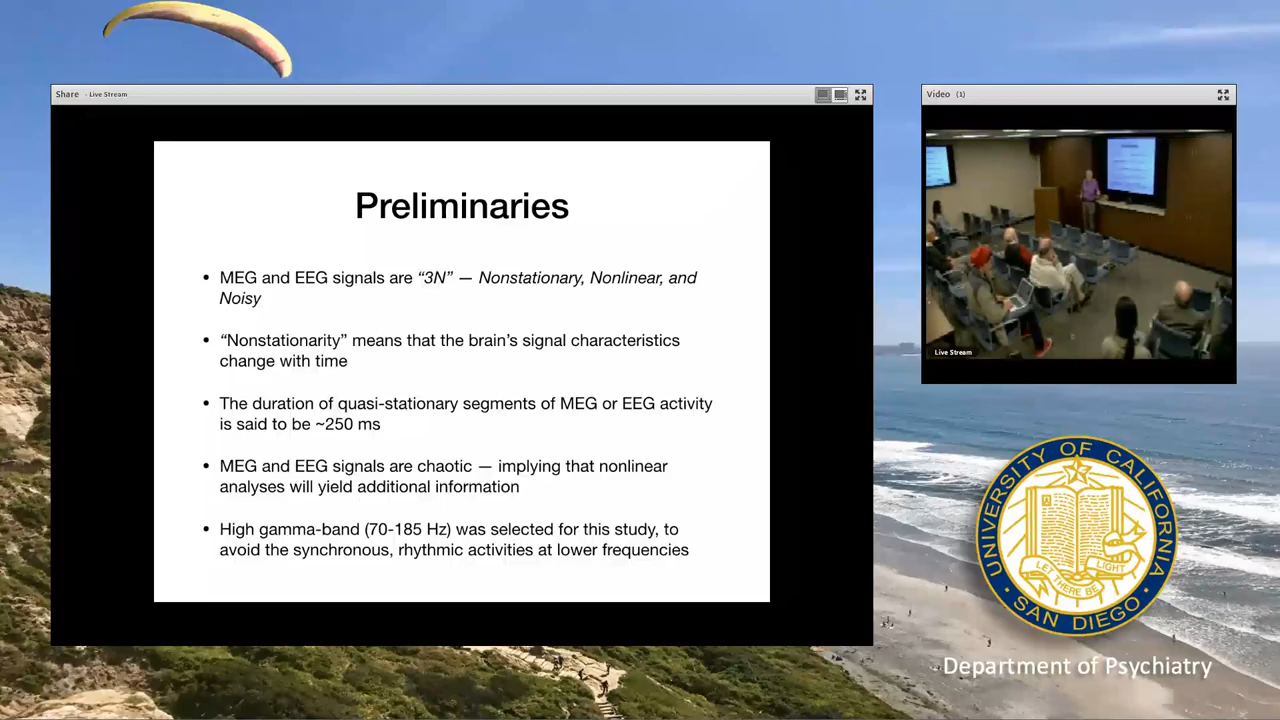 Share - Live Stream
Video (1)
Preliminaries
• MEG and EEG signals are “3N” — Nonstationary, Nonlinear, and
Noisy
• “Nonstationarity” means that the brain’s signal characteristics
change with time
• The duration of quasi-stationary segments of MEG or EEG activity
is said to be ~250 ms
• MEG and EEG signals are chaotic — implying that nonlinear
analyses will yield additional information
• High gamma-band (70-185 Hz) was selected for this study, to
avoid the synchronous, rhythmic activities at lower frequencies
Live Stream
UNIVERSITY OF CALIFORNIA
LET THERE BE LIGHT
SAN DIEGO
Department of Psychiatry